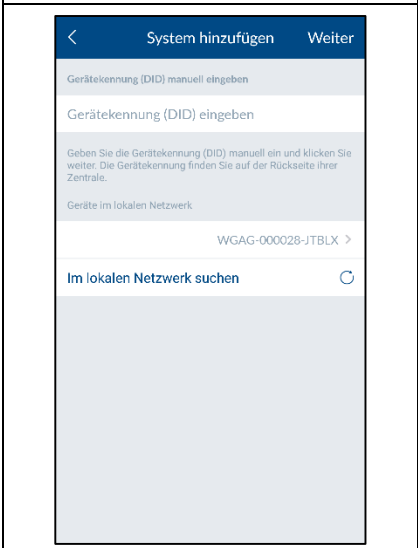 System hinzufügen Weiter
Gerätekennung (DID) manuell eingeben
Gerätekennung (DID) eingeben
Geben Sie die Gerätekennung (DID) manuell ein und klicken Sie
weiter. Die Gerätekennung finden Sie auf der Rückseite ihrer
Zentrale.
Geräte im lokalen Netzwerk
WGAG-000028-JTBLX >
Im lokalen Netzwerk suchen